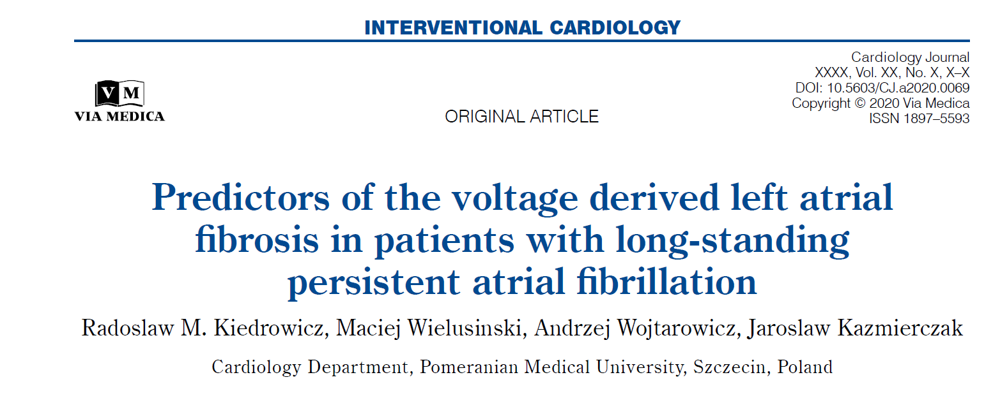 INTERVENTIONAL CARDIOLOGY
Cardiology Journal
XXXX, Vol. XX, No. X, X–X
DOI: 10.5603/CJ.a2020.0069
Copyright © 2020 Via Medica
ISSN 1897–5593
V M
VIA MEDICA
ORIGINAL ARTICLE
Predictors of the voltage derived left atrial
fibrosis in patients with long-standing
persistent atrial fibrillation
Radoslaw M. Kiedrowicz, Maciej Wielusinski, Andrzej Wojtarowicz, Jaroslaw Kazmierczak
Cardiology Department, Pomeranian Medical University, Szczecin, Poland